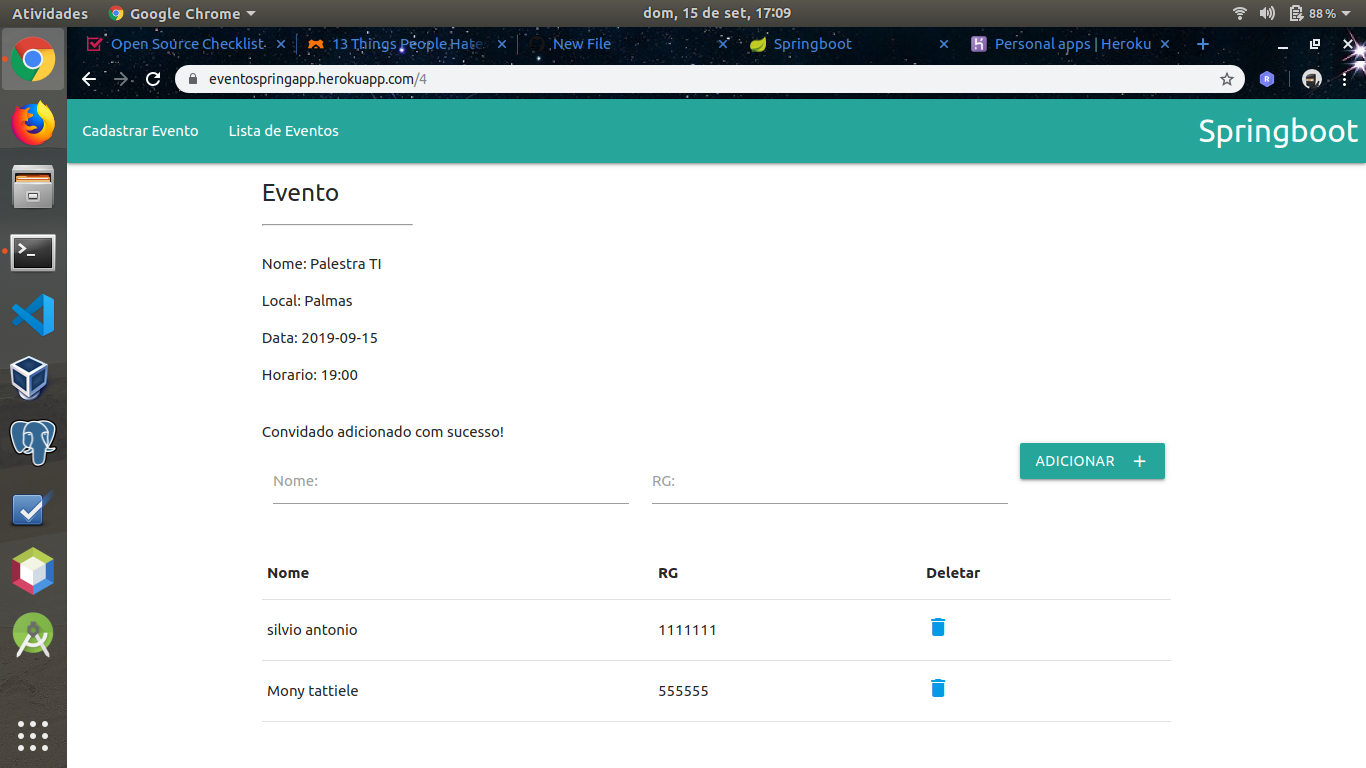 Atividades Google Chrome dom, 15 de set, 17:09 88%
Open Source Checklist 13 Things People Hate New File Springboot Personal apps | Heroku
eventospringapp.herokuapp.com/4 R
Cadastrar Evento Lista de Eventos Springboot
Evento
Nome: Palestra TI
Local: Palmas
Data: 2019-09-15
Horario: 19:00
Convidado adicionado com sucesso!
Nome: RG: ADICIONAR +
Nome RG Deletar
silvio antonio 1111111
Mony tattiele 555555